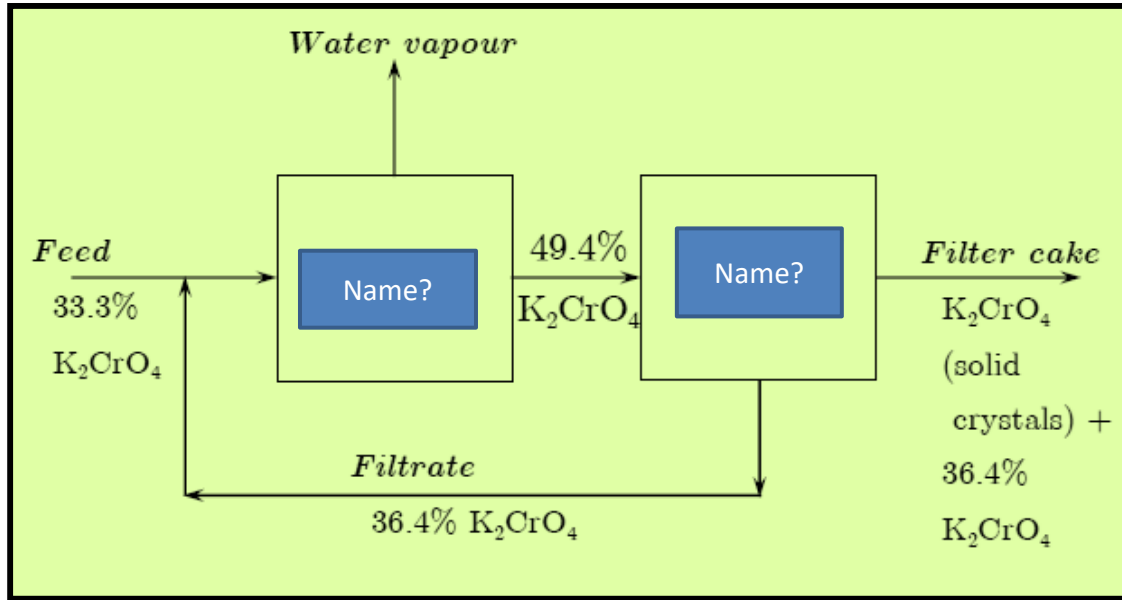 Water vapour
Feed
33.3%
K₂CrO₄
Name?
49.4%
K₂CrO₄
Name?
Filter cake
K₂CrO₄
(solid
crystals) +
36.4%
K₂CrO₄
Filtrate
36.4% K₂CrO₄